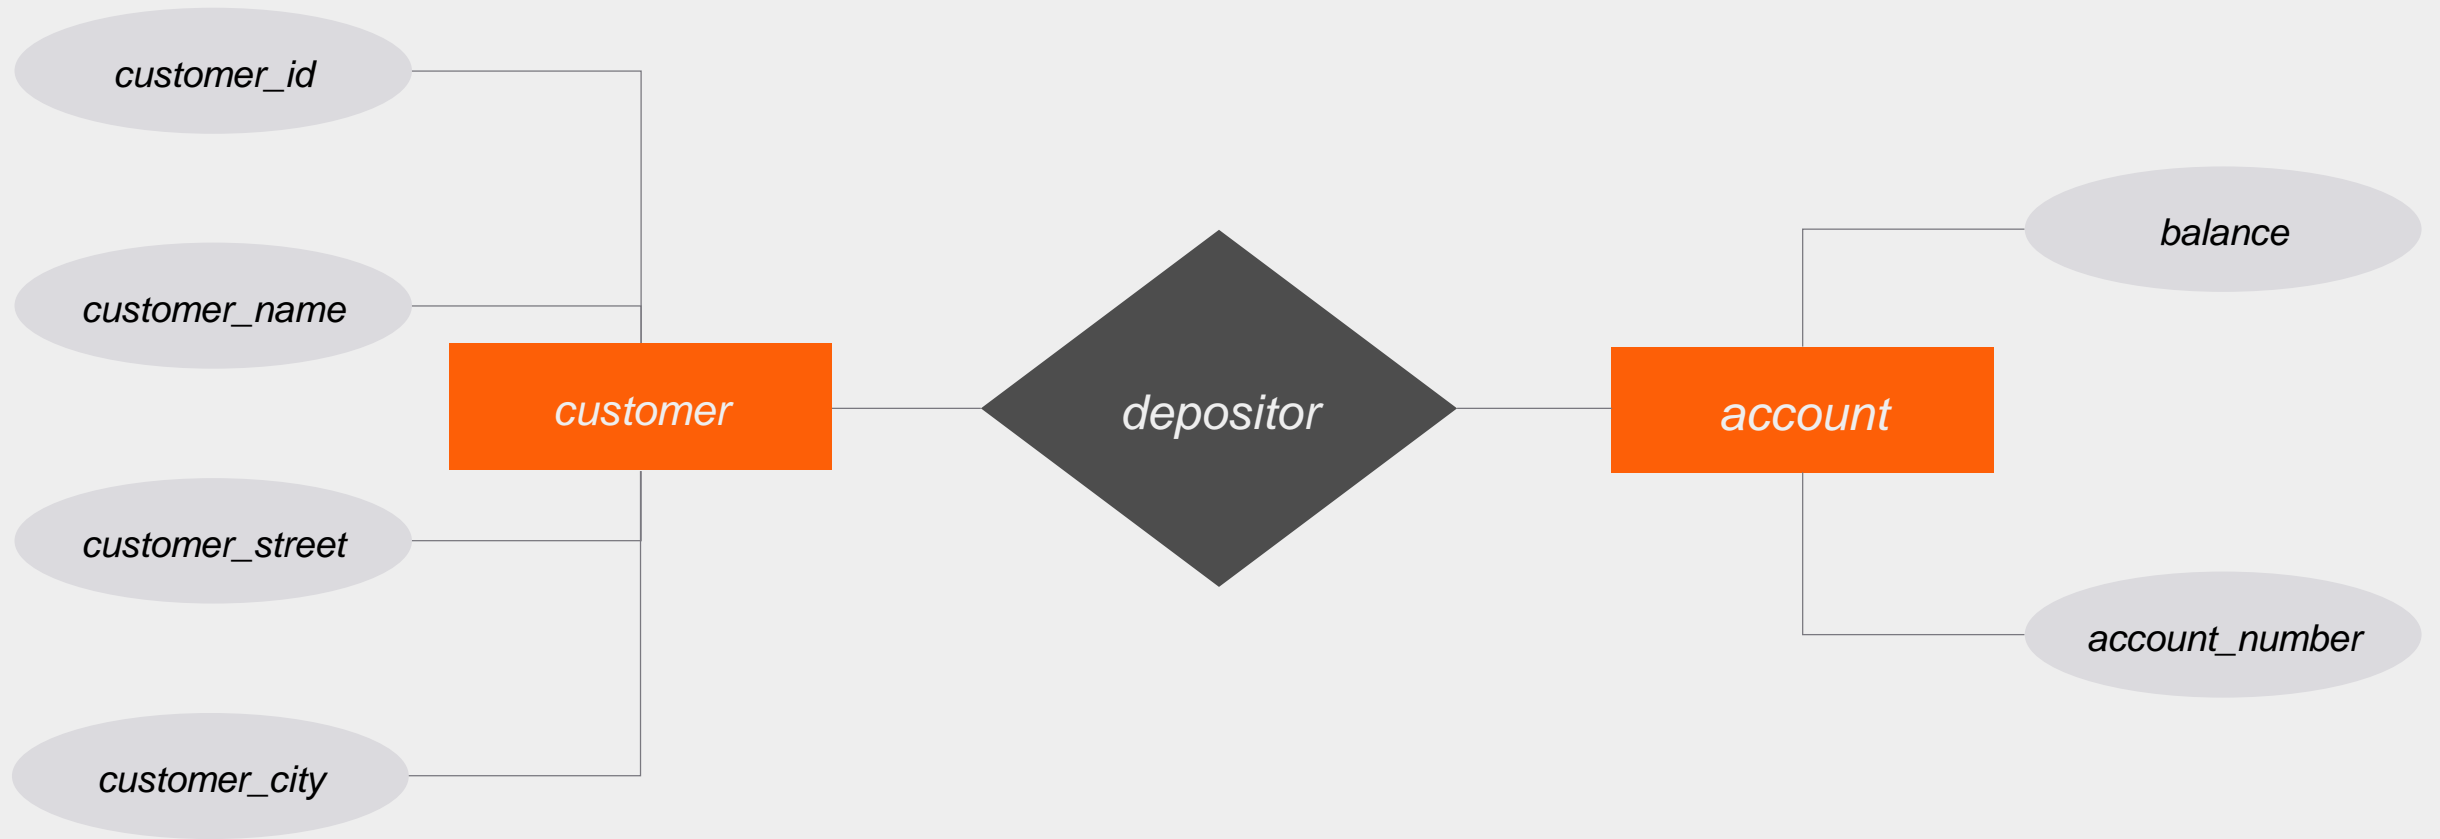 customer_id
customer_name
customer_street
customer_city
customer
depositor
account
balance
account_number